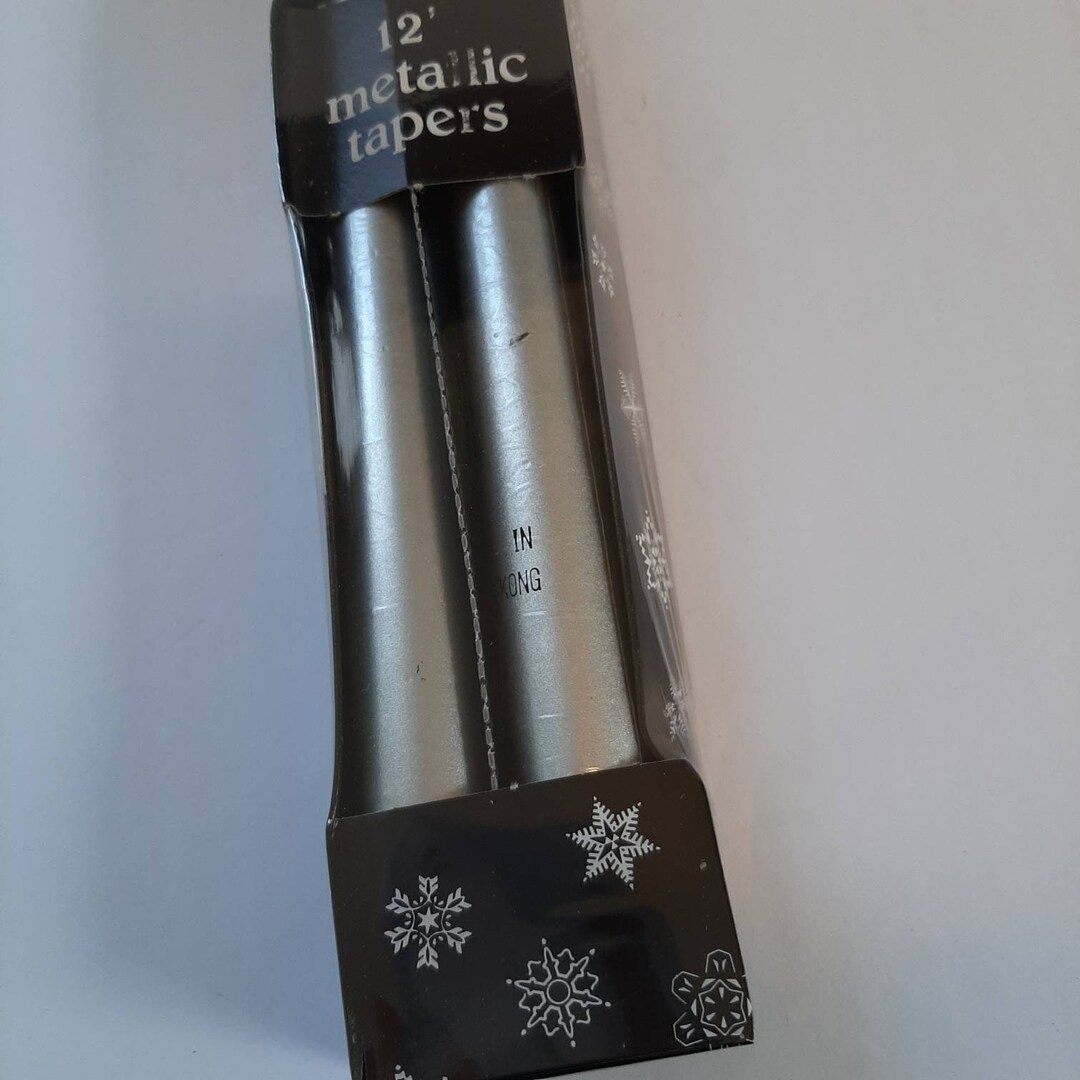 12'
metallic
tapers
IN
KONG